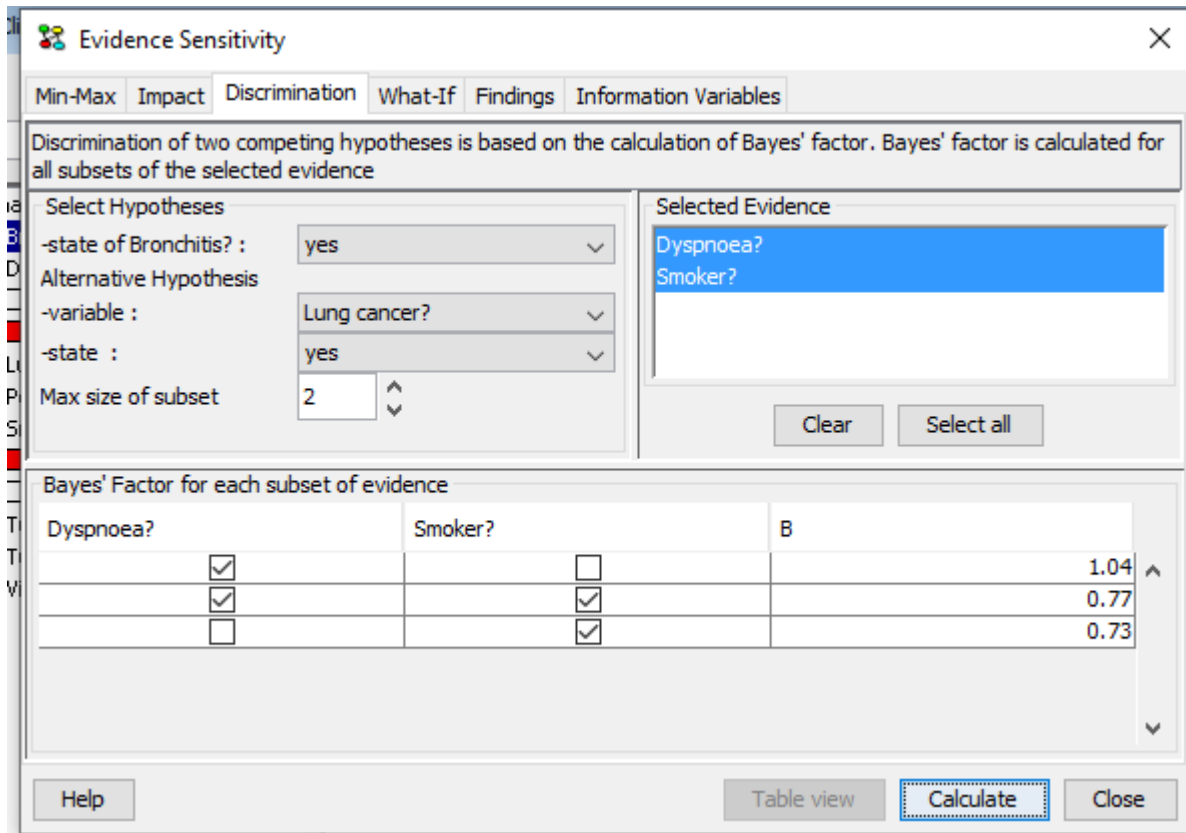 Evidence Sensitivity
Min-Max Impact Discrimination What-If Findings Information Variables
Discrimination of two competing hypotheses is based on the calculation of Bayes' factor. Bayes' factor is calculated for
all subsets of the selected evidence
Select Hypotheses
-state of Bronchitis? : yes
Alternative Hypothesis
-variable : Lung cancer?
-state : yes
Max size of subset 2
Selected Evidence
Dyspnoea?
Smoker?
Clear Select all
Bayes' Factor for each subset of evidence
Dyspnoea? Smoker? B
1.04
0.77
0.73
Help Table view Calculate Close